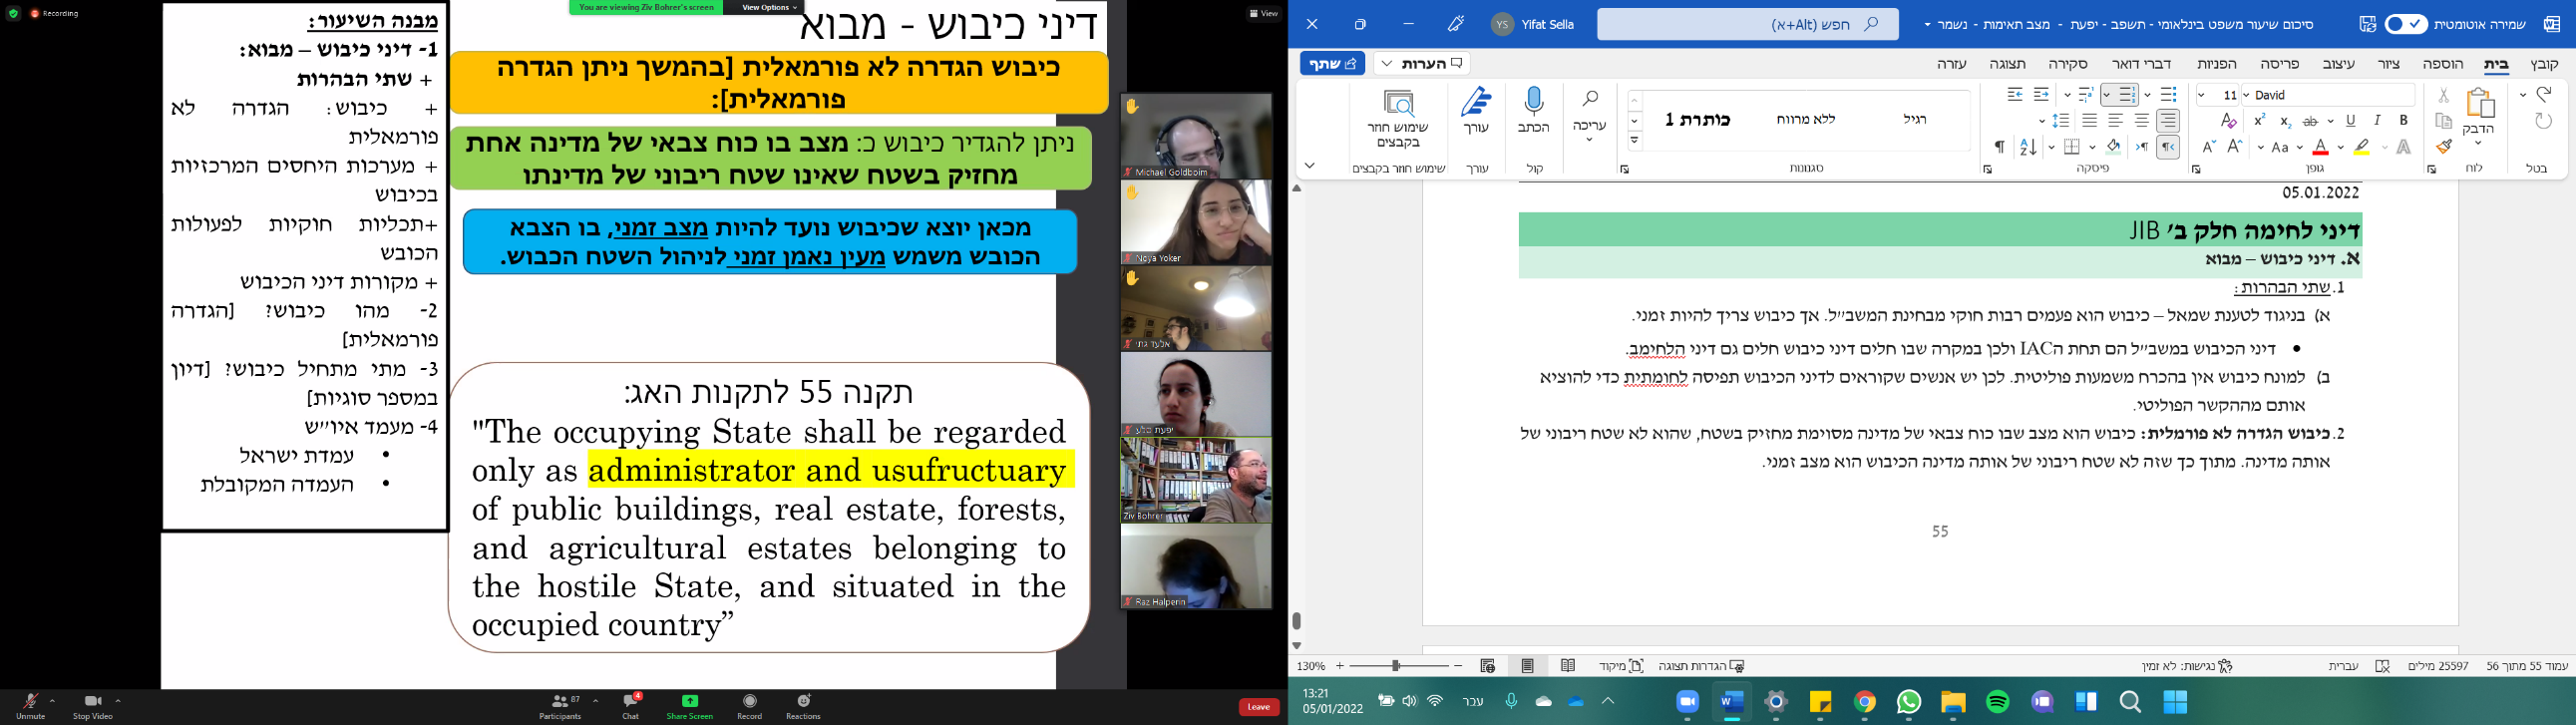 Recording
You are viewing Ziv Bohrer's screen
View Options
View
מבנה השיעור:
1- דיני כיבוש – מבוא:
+ שתי הבהרות
+ כיבוש: הגדרה לא
פורמאלית
+ מערכות היחסים המרכזיות
בכיבוש
+תכליות חוקיות לפעולות
הכובש
+ מקורות דיני הכיבוש
2- מהו כיבוש? [הגדרה
פורמאלית]
3- מתי מתחיל כיבוש? [דיון
במספר סוגיות]
4- מעמד איו״ש
• עמדת ישראל
• העמדה המקובלת
דיני כיבוש - מבוא
כיבוש הגדרה לא פורמאלית [בהמשך ניתן הגדרה
פורמאלית]:
ניתן להגדיר כיבוש כ: מצב בו כוח צבאי של מדינה אחת
מחזיק בשטח שאינו שטח ריבוני של מדינתו
מכאן יוצא שכיבוש נועד להיות מצב זמני, בו הצבא
הכובש משמש מעין נאמן זמני לניהול השטח הכבוש.
תקנה 55 לתקנות האג:
"The occupying State shall be regarded
only as administrator and usufructuary
of public buildings, real estate, forests,
and agricultural estates belonging to
the hostile State, and situated in the
occupied country”
Michael Goldboim
Noya Yoker
אלעד גתי
יפעת סלע
Ziv Bohrer
Raz Halperin
Unmute
Stop Video
Participants
87
Chat
4
Share Screen
Record
Reactions
Leave
שמירה אוטומטית
סיכום שיעור משפט בינלאומי - תשפב - יפעת - מצב תאימות - נשמר
חפש (Alt+א)
Yifat Sella
YS
קובץ
בית
הוספה
ציור
עיצוב
פריסה
הפניות
דברי דואר
סקירה
תצוגה
עזרה
הערות
שתף
הדבק
David
11
רגיל
ללא מרווח
כותרת 1
עריכה
הכתב
עורך
שימוש חוזר
בקבצים
בטל
לוח
גופן
פיסקה
סגנונות
קול
עורך
שימוש חוזר בקבצים
05.01.2022
דיני לחימה חלק ב׳ JIB
א. דיני כיבוש – מבוא
1. שתי הבהרות:
א) בניגוד לטענת שמאל – כיבוש הוא פעמים רבות חוקי מבחינת המשב״ל. אך כיבוש צריך להיות זמני.
• דיני הכיבוש במשב״ל הם תחת הIAC ולכן במקרה שבו חלים דיני כיבוש חלים גם דיני הלחימב.
ב) למונח כיבוש אין בהכרח משמעות פוליטית. לכן יש אנשים שקוראים לדיני הכיבוש תפיסה לחומתית כדי להוציא
אותם מההקשר הפוליטי.
2. כיבוש הגדרה לא פורמלית: כיבוש הוא מצב שבו כוח צבאי של מדינה מסוימת מחזיק בשטח, שהוא לא שטח ריבוני של
אותה מדינה. מתוך כך שזה לא שטח ריבוני של אותה מדינה הכיבוש הוא מצב זמני.
55
עמוד 55 מתוך 56
25597 מילים
עברית
נגישות: לא זמין
הגדרות תצוגה
מיקוד
130%
13:21
05/01/2022
עבר